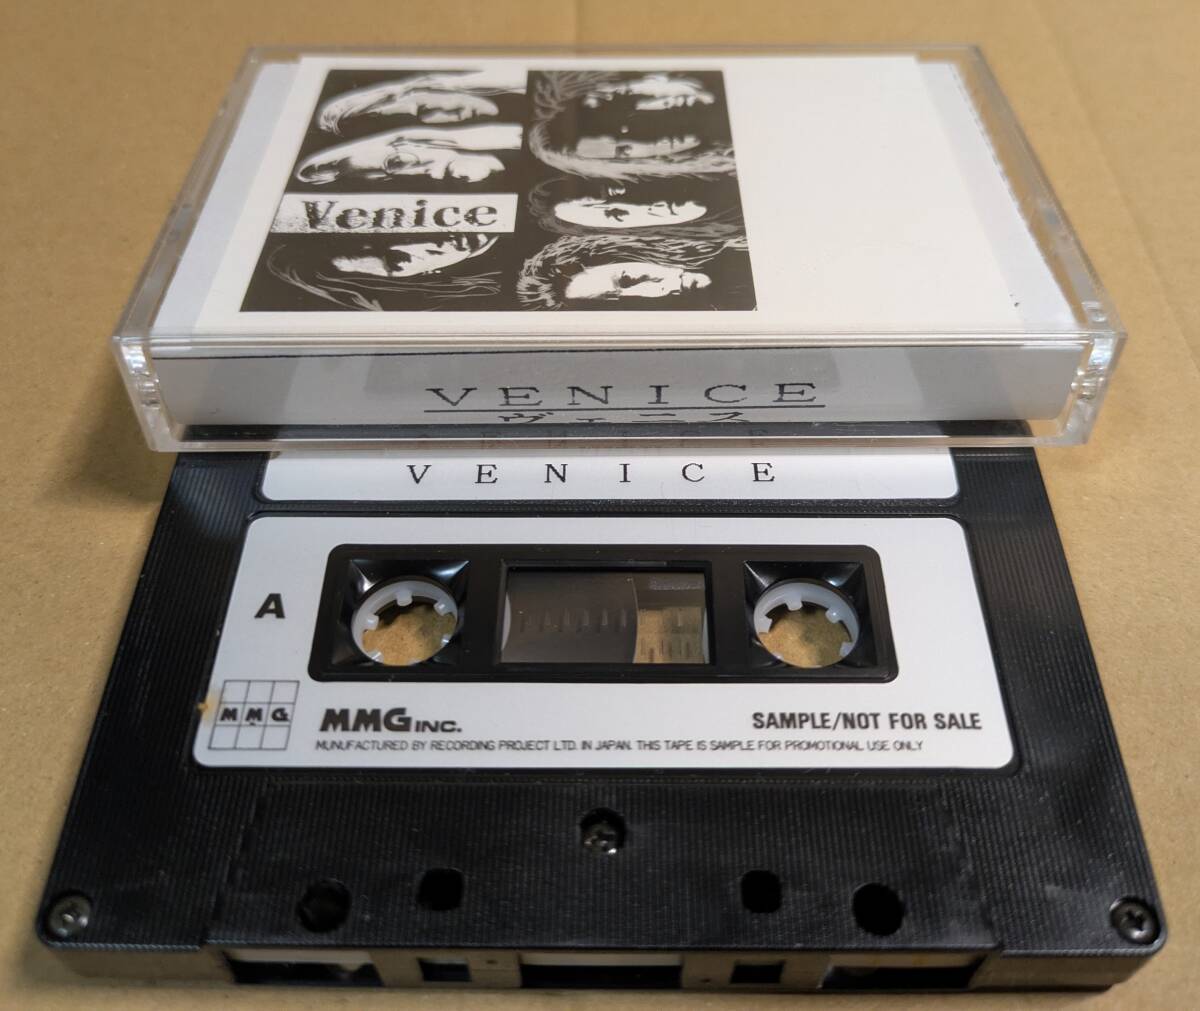 Venice
VENICE
ヴェニス
VENICE
A
MMG
MMG INC.
SAMPLE/NOT FOR SALE
MUNUFACTURED BY RECORDING PROJECT LTD. IN JAPAN. THIS TAPE IS SAMPLE FOR PROMOTIONAL USE ONLY